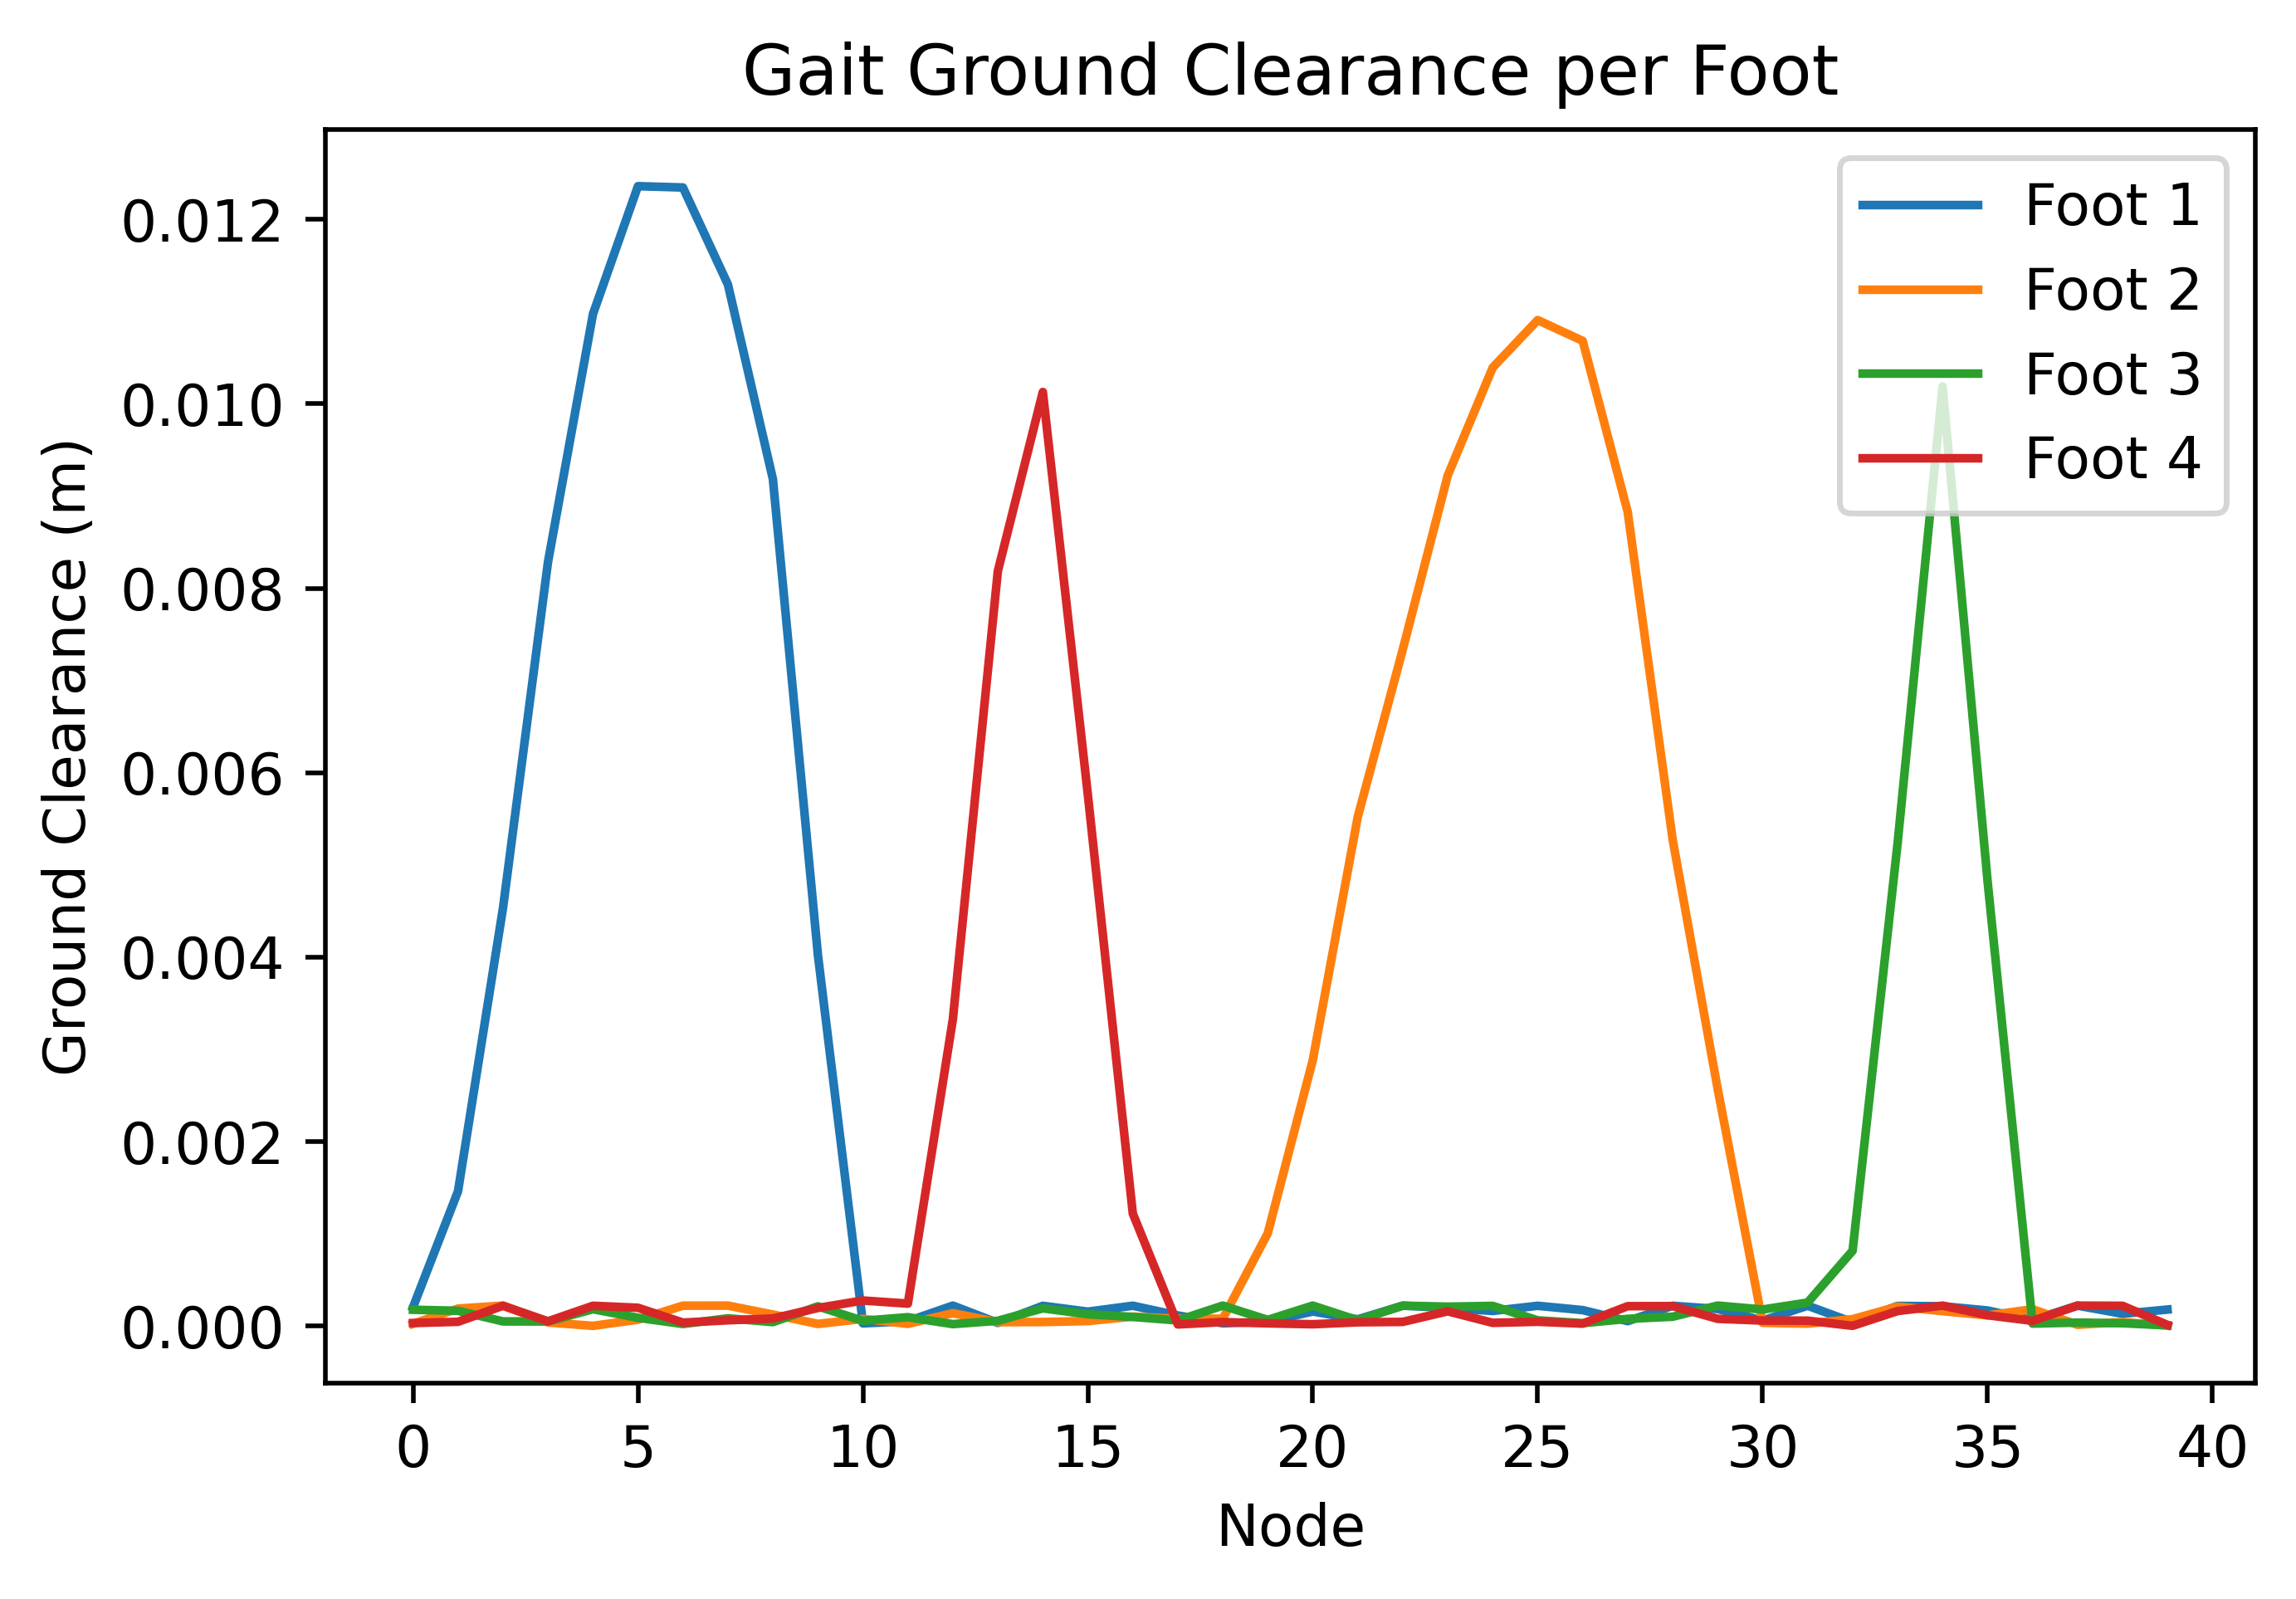 Gait Ground Clearance per Foot
Ground Clearance (m)
0.012
0.010
0.008
0.006
0.004
0.002
0.000
Foot 1
Foot 2
Foot 3
Foot 4
0 5 10 15 20 25 30 35 40
Node